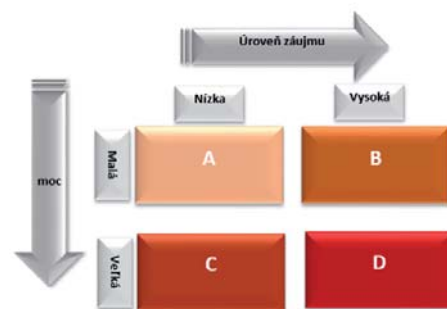 Úroveň záujmu
Nízka
Vysoká
moc
Malá
A
B
Veľká
C
D